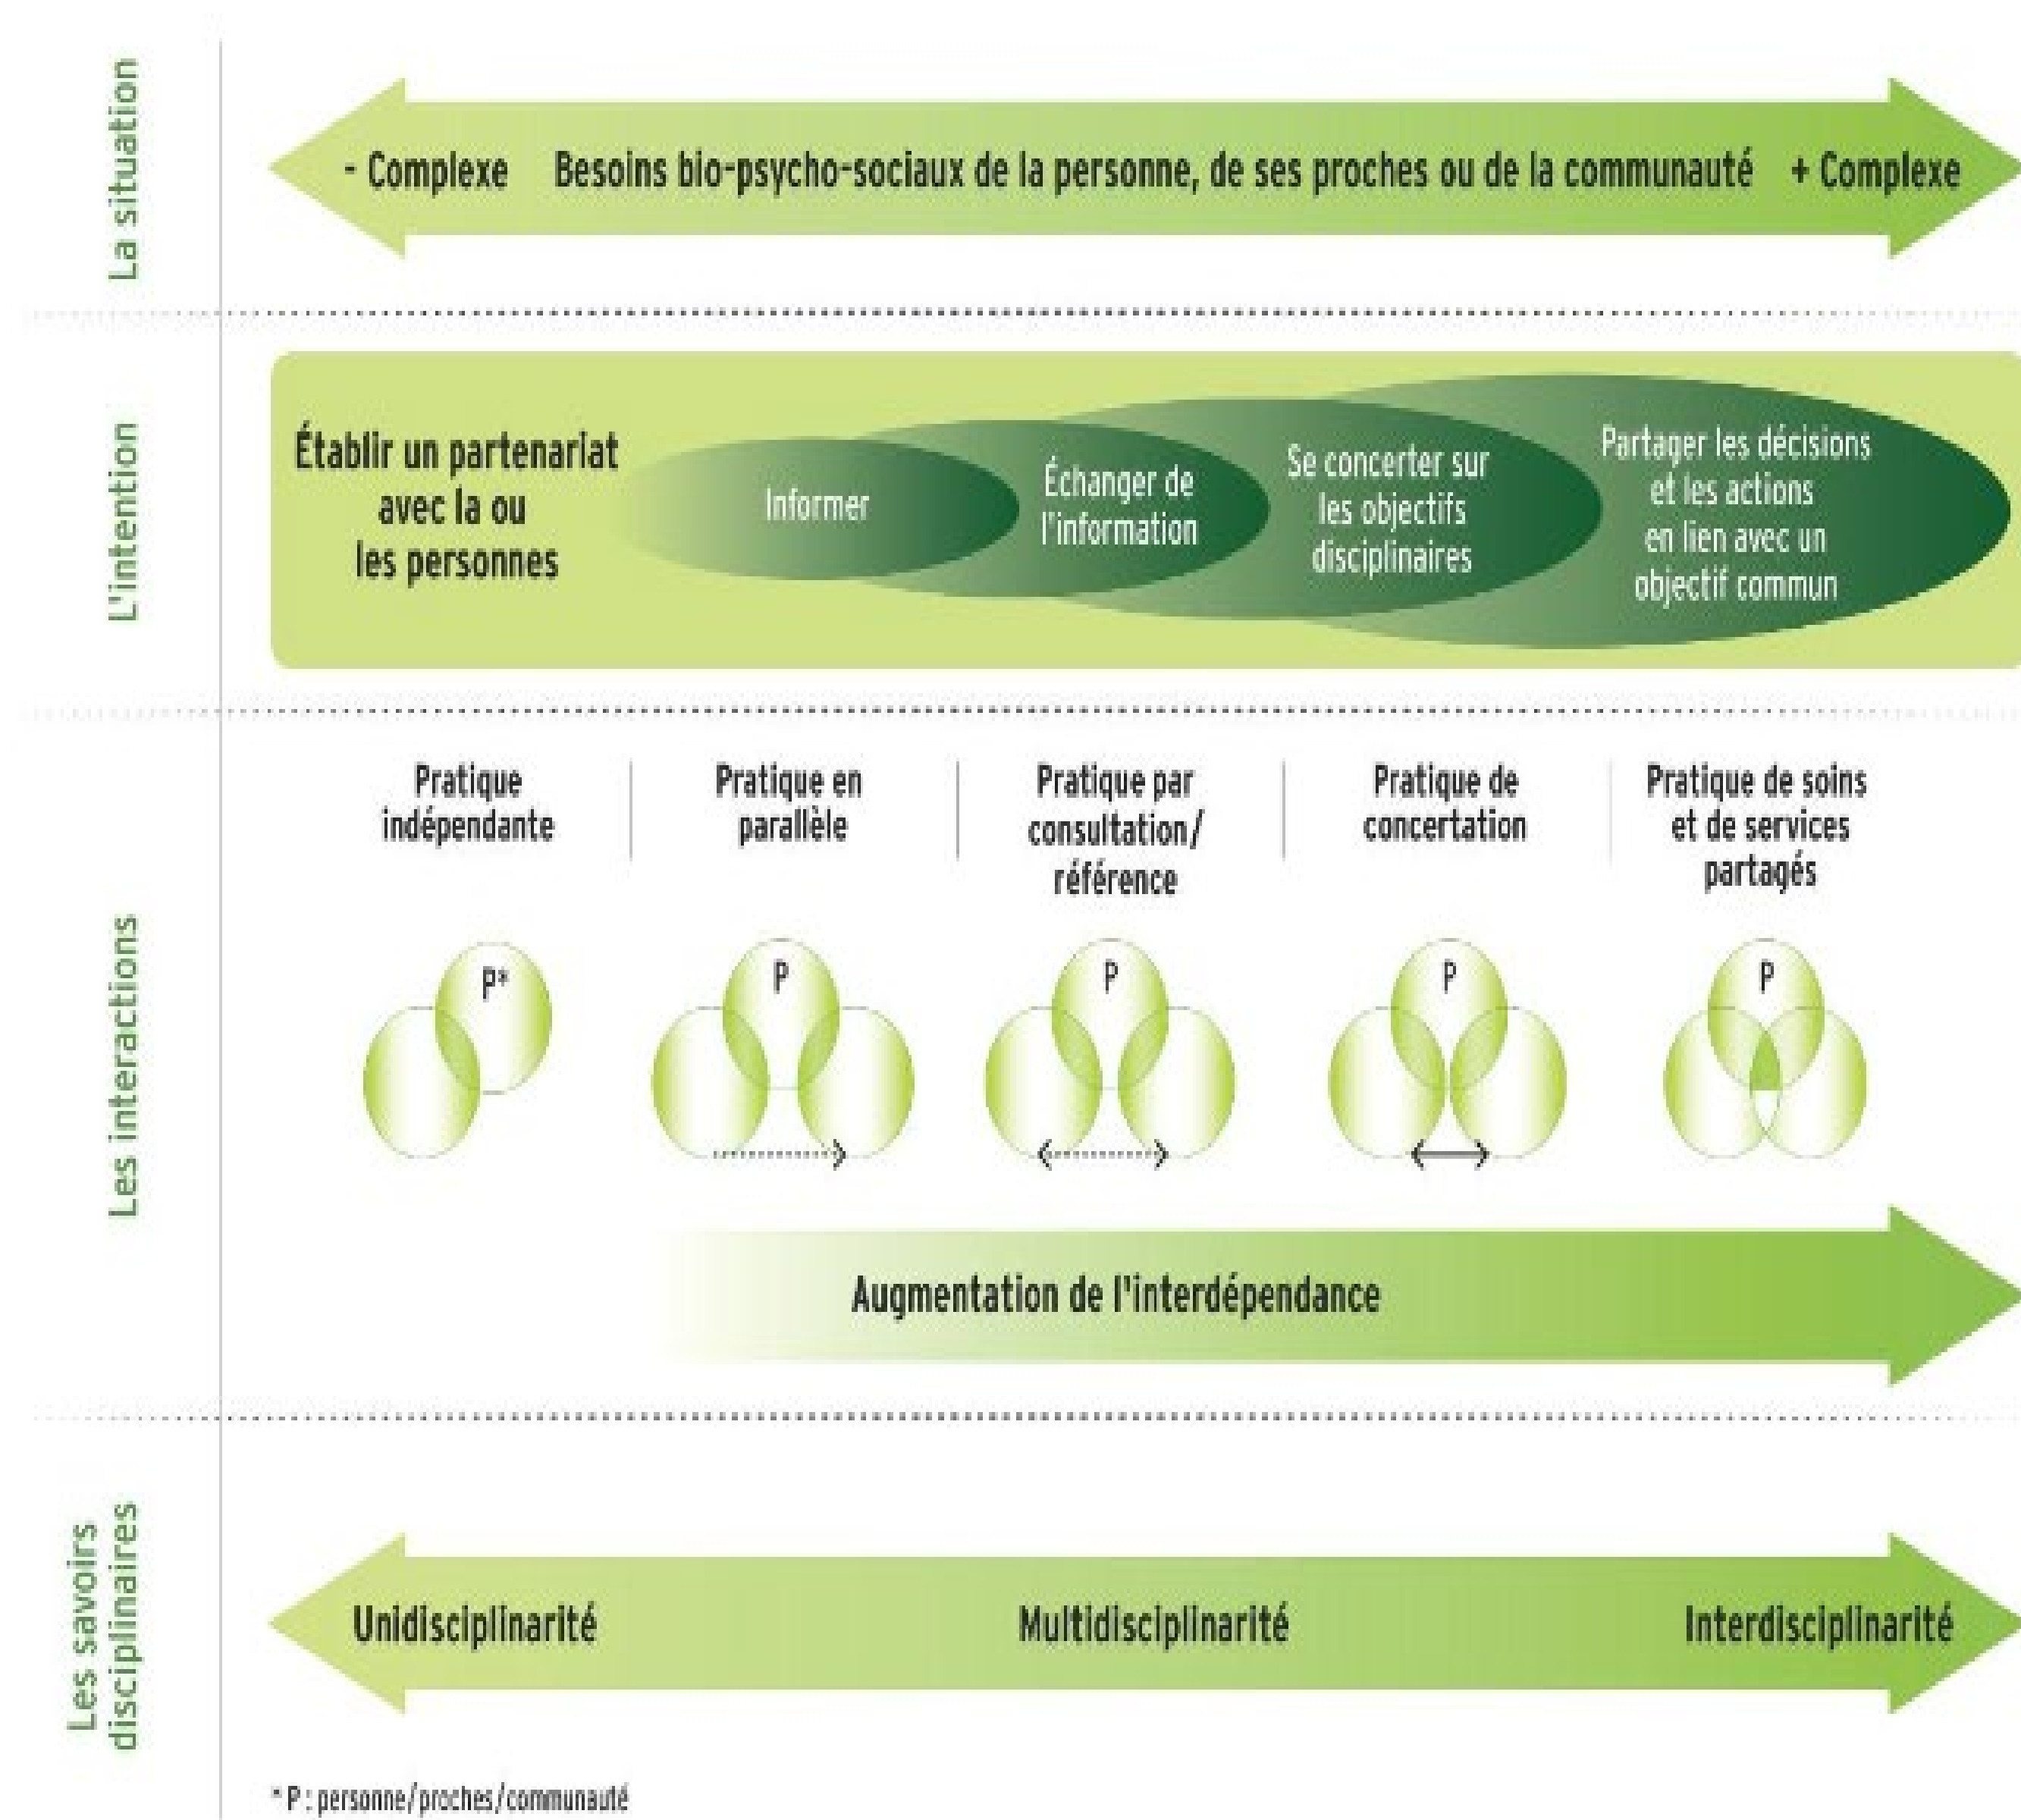 La situation
- Complexe Besoins bio-psycho-sociaux de la personne, de ses proches ou de la communauté + Complexe
L'intention
Établir un partenariat
avec la ou
les personnes
Informer
Échanger de
l'information
Se concerter sur
les objectifs
disciplinaires
Partager les décisions
et les actions
en lien avec un
objectif commun
Les interactions
Pratique
indépendante
Pratique en
parallèle
Pratique par
consultation/
référence
Pratique de
concertation
Pratique de soins
et de services
partagés
P*
P
P
P
P
Augmentation de l'interdépendance
Les savoirs
disciplinaires
Unidisciplinarité
Multidisciplinarité
Interdisciplinarité
* P : personne/proches/communauté